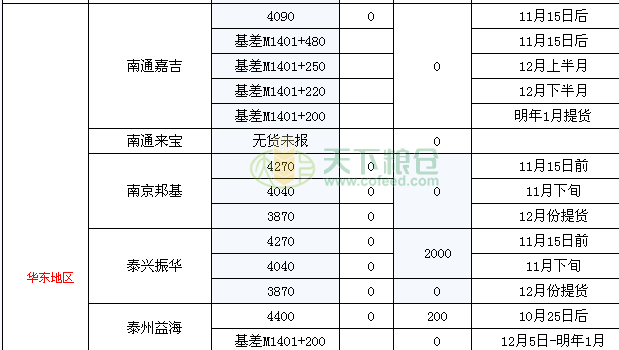 4090 0 11月15日后
基差M1401+480 11月15日后
南通嘉吉 基差M1401+250 0 12月上半月
基差M1401+220 12月下半月
基差M1401+200 明年1月提货
南通来宝 无货未报 0
天下粮仓
www.cofeed.com
4270 0 11月15日前
南京邦基 4040 0 0 11月下旬
3870 0 12月份提货
4270 0 11月15日前
2000
泰兴振华 4040 0 11月下旬
华东地区
3870 0 0 12月份提货
4400 0 200 10月25日后
泰州益海
基差M1401+200 0 12月5日-明年1月